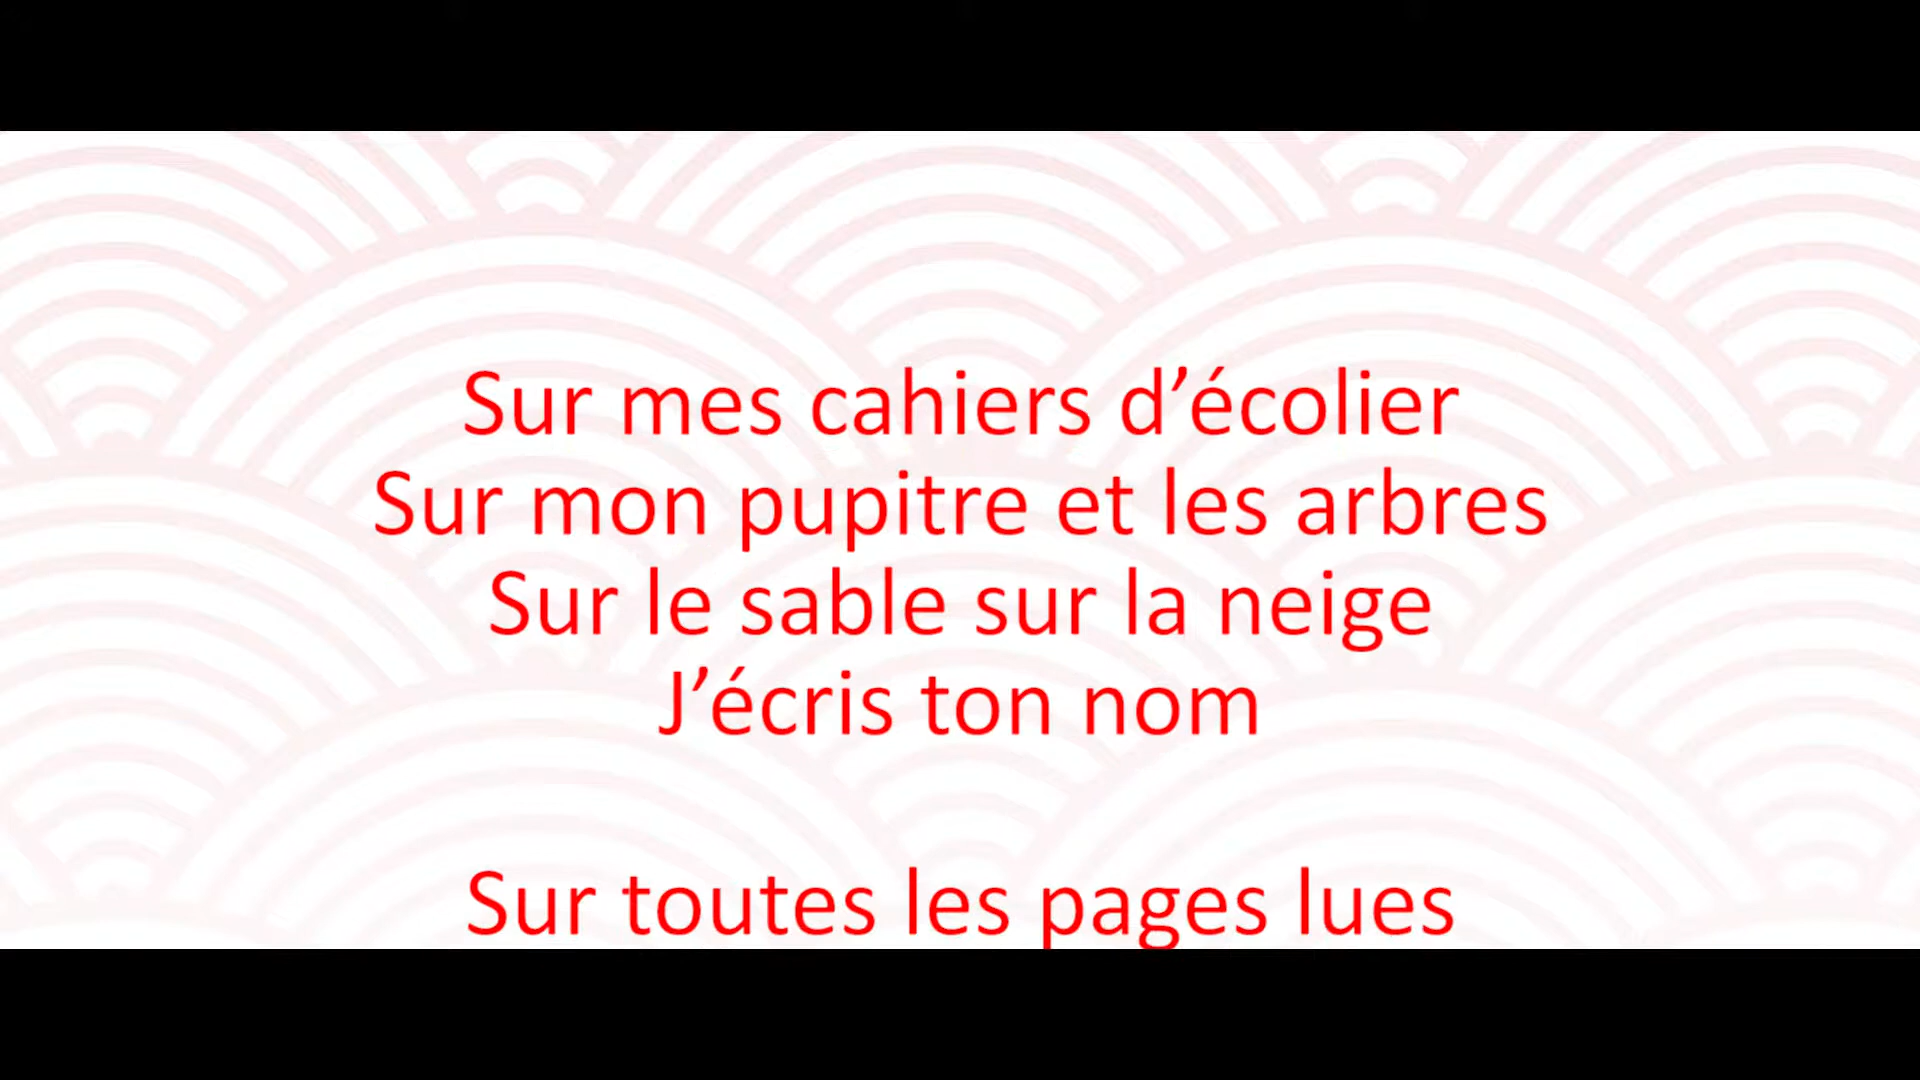 Sur mes cahiers d’écolier
Sur mon pupitre et les arbres
Sur le sable sur la neige
J’écris ton nom
Sur toutes les pages lues